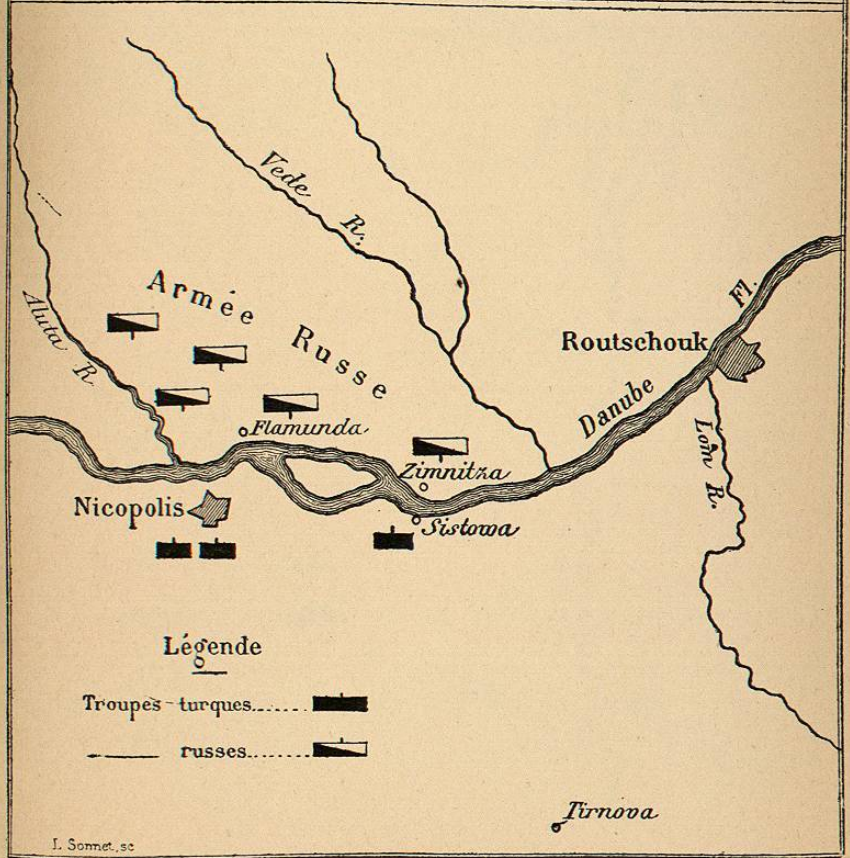 Vede R.
Armée Russe
Aluta R
Fl.
Routschouk
Danube
Flamunda
Zimnitza
Lom R.
Nicopolis
Sistowa
Légende
Troupes turques
russes
Tirnova
L Sonnet, sc